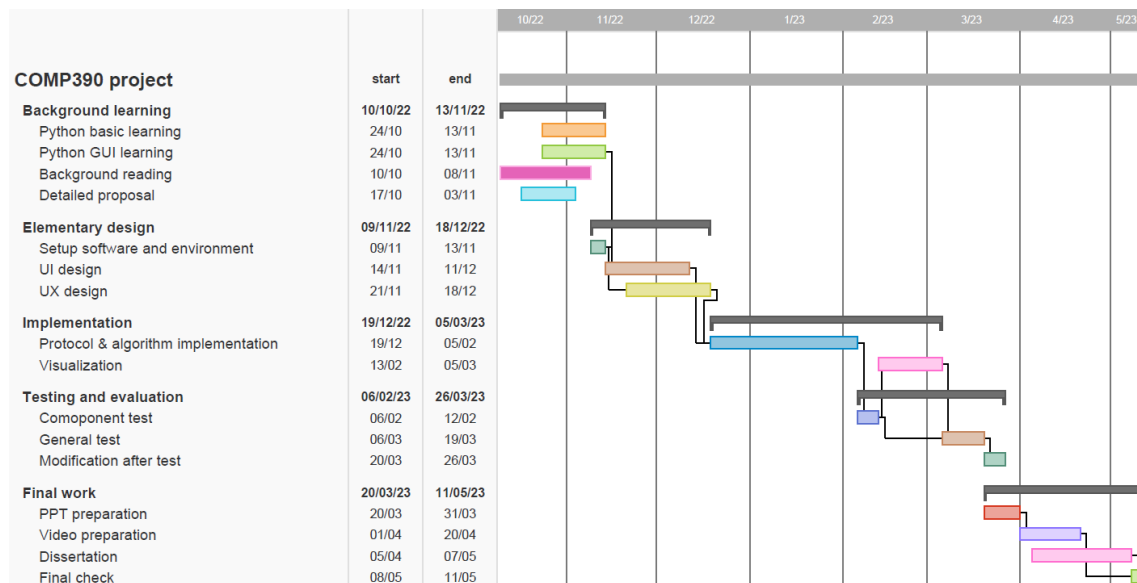 10/22 11/22 12/22 1/23 2/23 3/23 4/23 5/23
COMP390 project start end
Background learning 10/10/22 13/11/22
Python basic learning 24/10 13/11
Python GUI learning 24/10 13/11
Background reading 10/10 08/11
Detailed proposal 17/10 03/11
Elementary design 09/11/22 18/12/22
Setup software and environment 09/11 13/11
UI design 14/11 11/12
UX design 21/11 18/12
Implementation 19/12/22 05/03/23
Protocol & algorithm implementation 19/12 05/02
Visualization 13/02 05/03
Testing and evaluation 06/02/23 26/03/23
Comoponent test 06/02 12/02
General test 06/03 19/03
Modification after test 20/03 26/03
Final work 20/03/23 11/05/23
PPT preparation 20/03 31/03
Video preparation 01/04 20/04
Dissertation 05/04 07/05
Final check 08/05 11/05